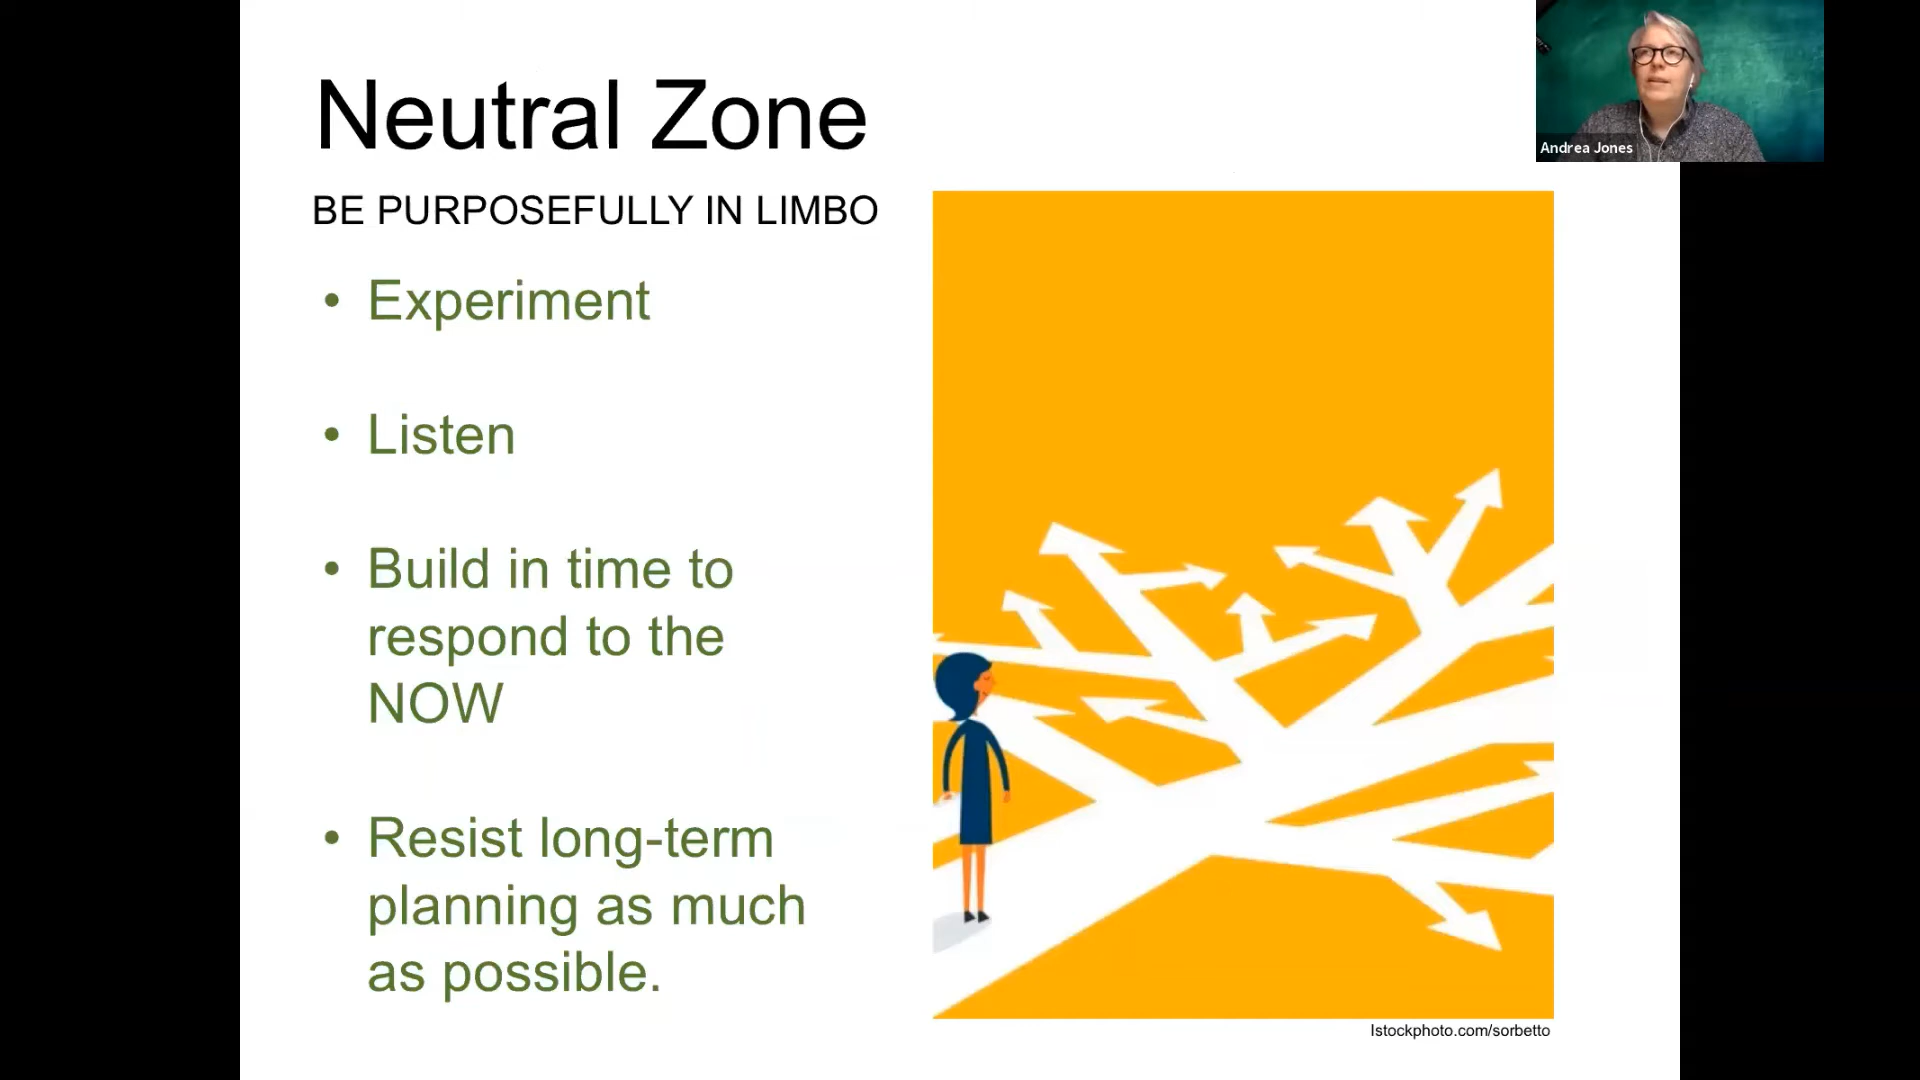 Neutral Zone
Andrea Jones
BE PURPOSEFULLY IN LIMBO
• Experiment
• Listen
• Build in time to
respond to the
NOW
• Resist long-term
planning as much
as possible.
Istockphoto.com/sorbetto